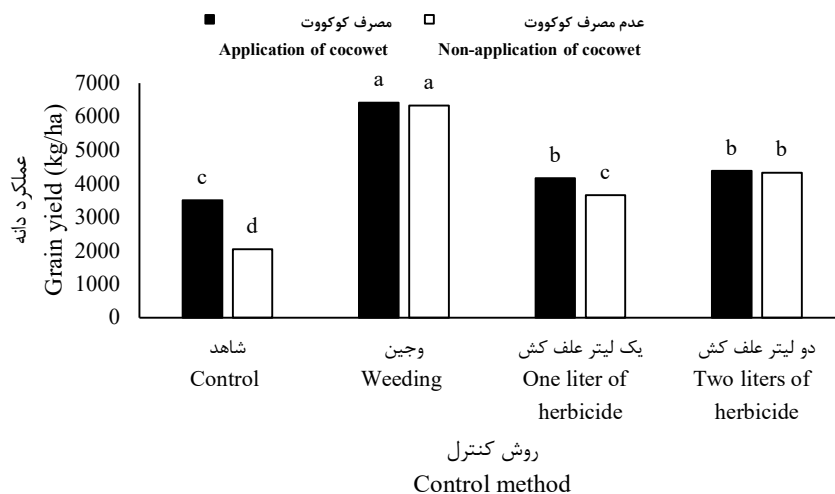 مصرف کوکووت
عدم مصرف کوکووت
Application of cocowet
Non-application of cocowet
عملکرد دانه
Grain yield (kg/ha)
7000
6000
5000
4000
3000
2000
1000
0
c
d
a
a
b
c
b
b
شاهد
Control
وجین
Weeding
یک لیتر علف کش
One liter of
herbicide
دو لیتر علف کش
Two liters of
herbicide
روش کنترل
Control method